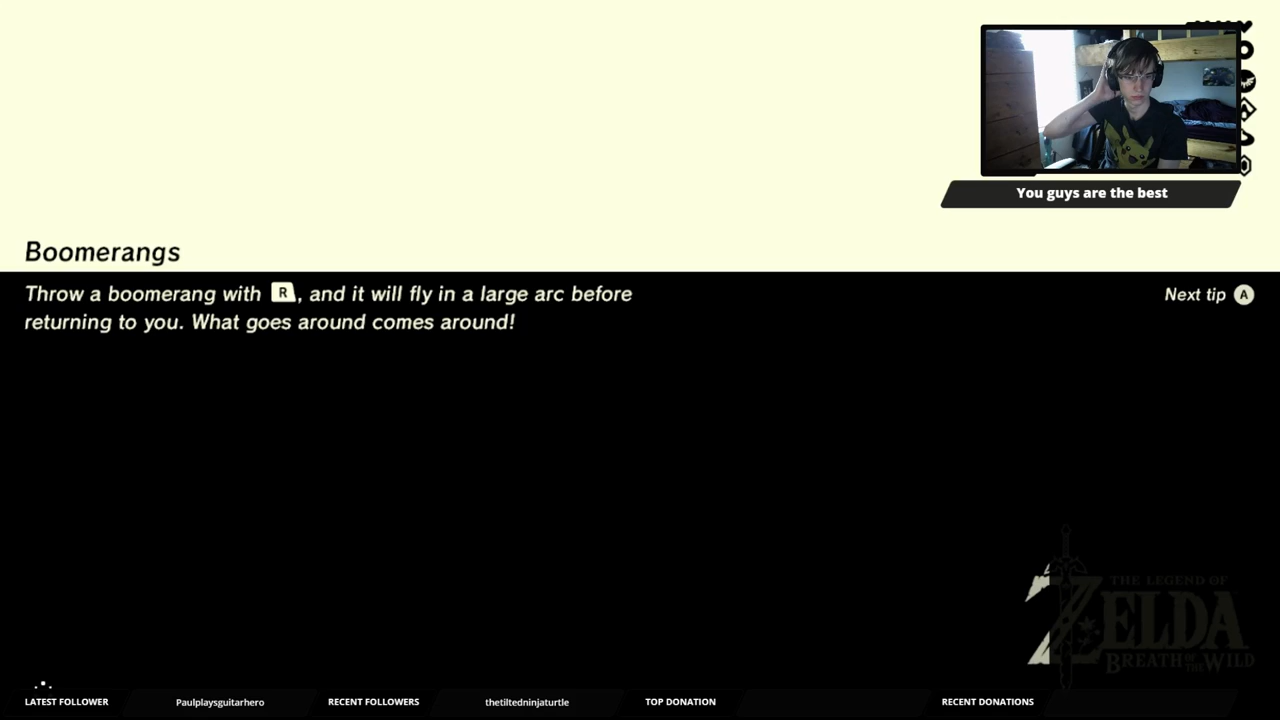 You guys are the best
Boomerangs
Throw a boomerang with R, and it will fly in a large arc before
returning to you. What goes around comes around!
Next tip A
THE LEGEND OF
ZELDA
BREATH OF THE WILD
LATEST FOLLOWER Paulplaysguitarhero RECENT FOLLOWERS thetiltedninjaturtle TOP DONATION RECENT DONATIONS